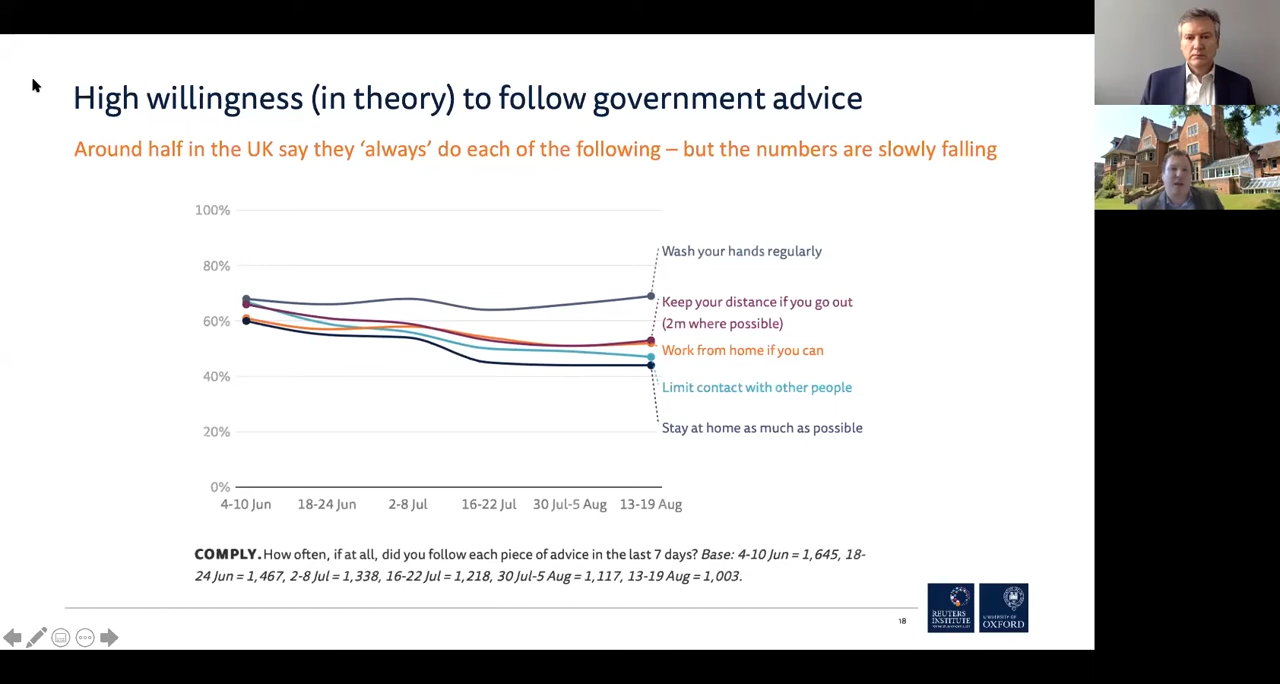 High willingness (in theory) to follow government advice
Around half in the UK say they ‘always’ do each of the following – but the numbers are slowly falling
100%
80%
60%
40%
20%
0%
Wash your hands regularly
Keep your distance if you go out
(2m where possible)
Work from home if you can
Limit contact with other people
Stay at home as much as possible
4-10 Jun
18-24 Jun
2-8 Jul
16-22 Jul
30 Jul-5 Aug
13-19 Aug
COMPLY. How often, if at all, did you follow each piece of advice in the last 7 days? Base: 4-10 Jun = 1,645, 18-
24 Jun = 1,467, 2-8 Jul = 1,338, 16-22 Jul = 1,218, 30 Jul-5 Aug = 1,117, 13-19 Aug = 1,003.
18
REUTERS
INSTITUTE
UNIVERSITY OF
OXFORD